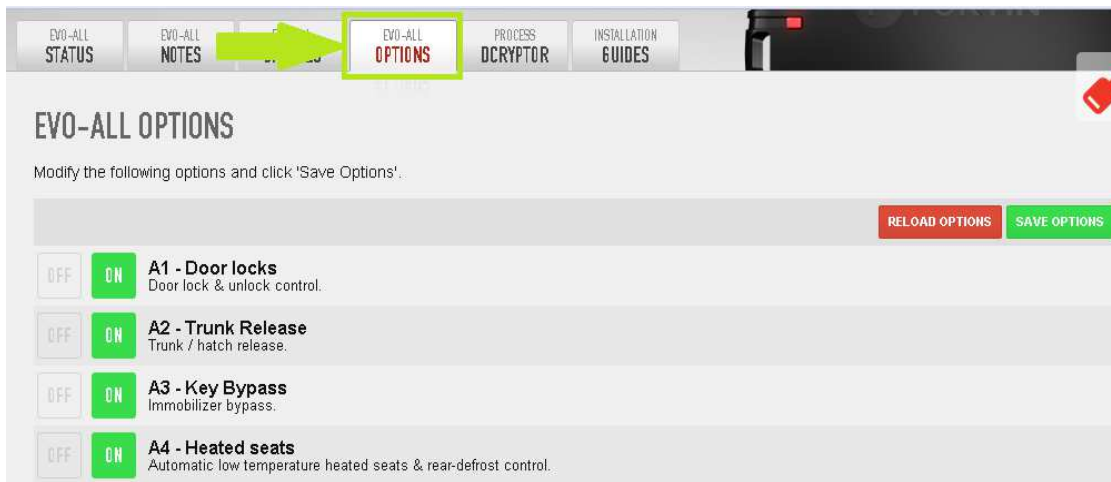 EVO-ALL
STATUS
EVO-ALL
NOTES
EVO-ALL
OPTIONS
PROCESS
DCRYPTOR
INSTALLATION
GUIDES
EVO-ALL OPTIONS
Modify the following options and click 'Save Options'.
RELOAD OPTIONS SAVE OPTIONS
OFF ON A1 - Door locks
Door lock & unlock control.
OFF ON A2 - Trunk Release
Trunk / hatch release.
OFF ON A3 - Key Bypass
Immobilizer bypass.
OFF ON A4 - Heated seats
Automatic low temperature heated seats & rear-defrost control.